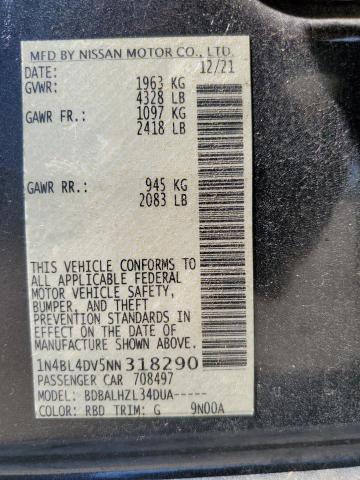 MFD BY NISSAN MOTOR CO., LTD.
DATE: 12/21
GVWR: 1963 KG
4328 LB
GAWR FR.: 1097 KG
2418 LB
GAWR RR.: 945 KG
2083 LB
THIS VEHICLE CONFORMS TO
ALL APPLICABLE FEDERAL
MOTOR VEHICLE SAFETY,
BUMPER, AND THEFT
PREVENTION STANDARDS IN
EFFECT ON THE DATE OF
MANUFACTURE SHOWN ABOVE.
1N4BL4DV5NN318290
PASSENGER CAR 708497
MODEL: BDBALHZL34DUA-----
COLOR: RBD TRIM: G 9N00A